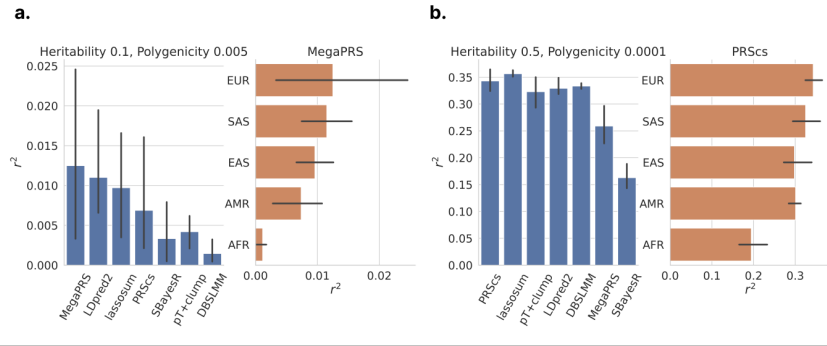 a.
Heritability 0.1, Polygenicity 0.005
r²
0.025
0.020
0.015
0.010
0.005
0.000
MegaPRS
LDpred2
lassosum
PRScs
SBayesR
pT+clump
DBSLMM
MegaPRS
EUR
SAS
EAS
AMR
AFR
0.00 0.01 0.02
r²
b.
Heritability 0.5, Polygenicity 0.0001
r²
0.35
0.30
0.25
0.20
0.15
0.10
0.05
0.00
PRScs
lassosum
pT+clump
LDpred2
DBSLMM
MegaPRS
SBayesR
PRScs
EUR
SAS
EAS
AMR
AFR
0.0 0.1 0.2 0.3
r²